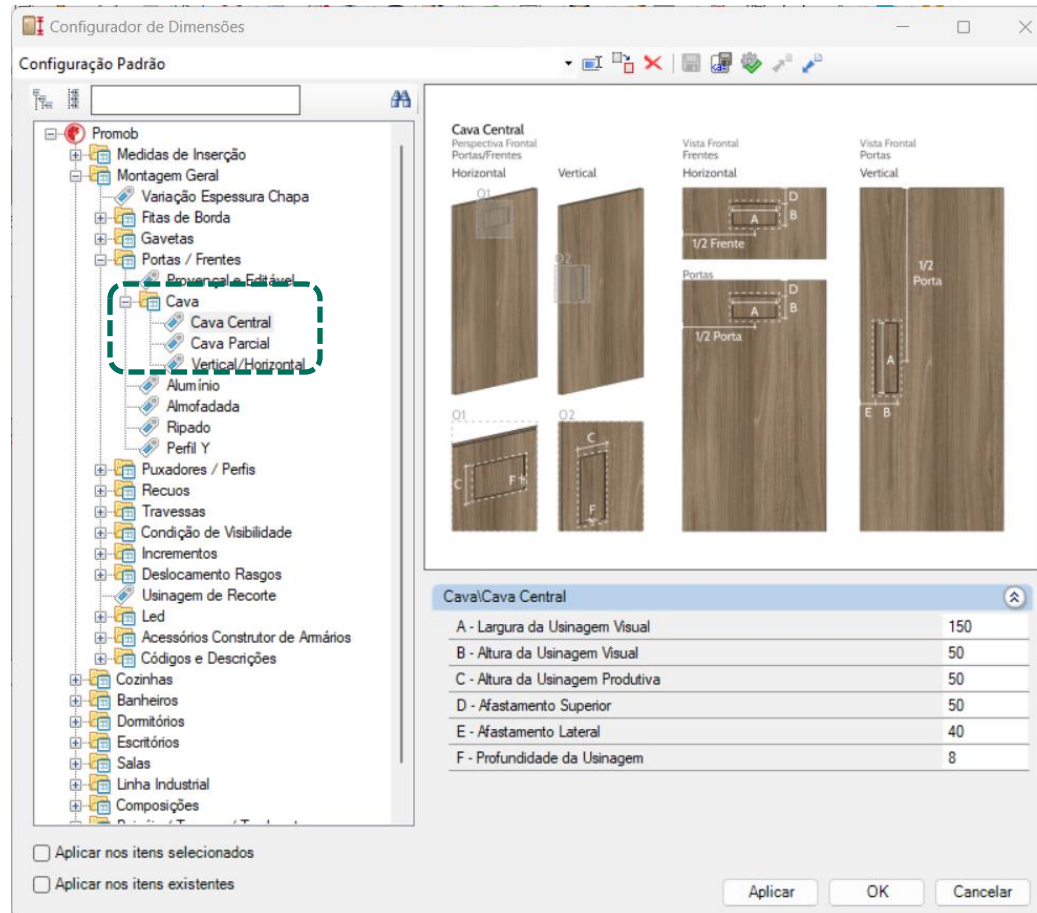 Configurador de Dimensões
Configuração Padrão
Promob
Medidas de Inserção
Montagem Geral
Variação Espessura Chapa
Fitas de Borda
Gavetas
Portas / Frentes
Provençal e Editável
Cava
Cava Central
Cava Parcial
Vertical/Horizontal
Alumínio
Almofadada
Ripado
Perfil Y
Puxadores / Perfis
Recuos
Travessas
Condição de Visibilidade
Incrementos
Deslocamento Rasgos
Usinagem de Recorte
Led
Acessórios Construtor de Armários
Códigos e Descrições
Cozinhas
Banheiros
Dormitórios
Escritórios
Salas
Linha Industrial
Composições
Cava Central
Perspectiva Frontal
Portas/Frentes
Horizontal Vertical
O1
O2
O1 O2
C F
C
F
Vista Frontal
Frentes
Horizontal
D
A B
1/2 Frente
Portas
D
A B
1/2 Porta
Vista Frontal
Portas
Vertical
1/2
Porta
A
E B
Cava\Cava Central
A - Largura da Usinagem Visual 150
B - Altura da Usinagem Visual 50
C - Altura da Usinagem Produtiva 50
D - Afastamento Superior 50
E - Afastamento Lateral 40
F - Profundidade da Usinagem 8
Aplicar nos itens selecionados
Aplicar nos itens existentes
Aplicar OK Cancelar